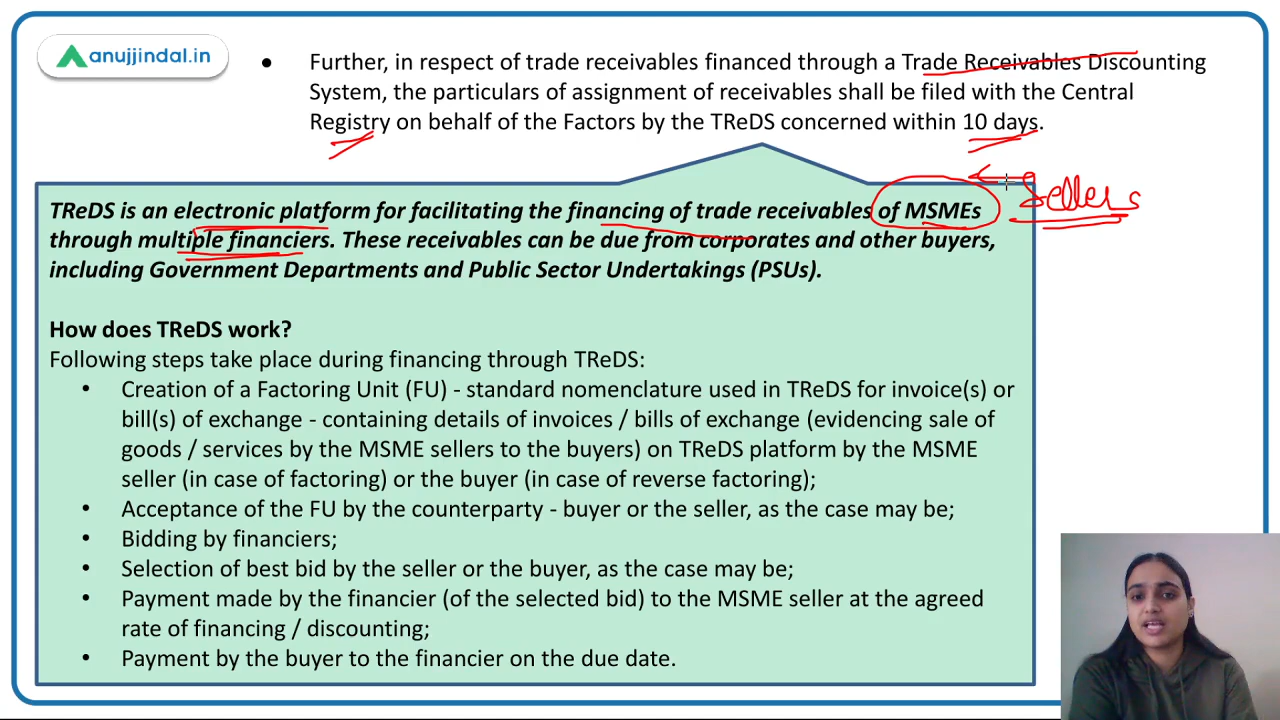 anujjindal.in
• Further, in respect of trade receivables financed through a Trade Receivables Discounting
System, the particulars of assignment of receivables shall be filed with the Central
Registry on behalf of the Factors by the TReDS concerned within 10 days.
Sellers
TReDS is an electronic platform for facilitating the financing of trade receivables of MSMEs
through multiple financiers. These receivables can be due from corporates and other buyers,
including Government Departments and Public Sector Undertakings (PSUs).
How does TReDS work?
Following steps take place during financing through TReDS:
• Creation of a Factoring Unit (FU) - standard nomenclature used in TReDS for invoice(s) or
bill(s) of exchange - containing details of invoices / bills of exchange (evidencing sale of
goods / services by the MSME sellers to the buyers) on TReDS platform by the MSME
seller (in case of factoring) or the buyer (in case of reverse factoring);
• Acceptance of the FU by the counterparty - buyer or the seller, as the case may be;
• Bidding by financiers;
• Selection of best bid by the seller or the buyer, as the case may be;
• Payment made by the financier (of the selected bid) to the MSME seller at the agreed
rate of financing / discounting;
• Payment by the buyer to the financier on the due date.